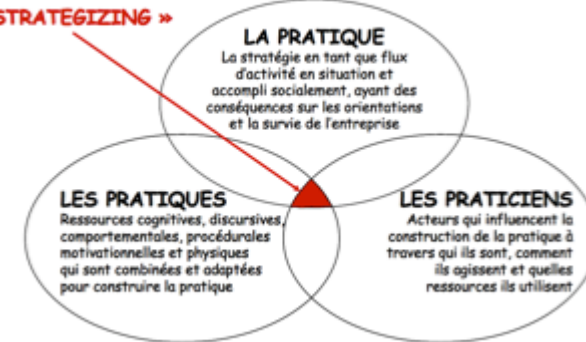 STRATEGIZING »
LA PRATIQUE
La stratégie en tant que flux
d'activité en situation et
accompli socialement, ayant des
conséquences sur les orientations
et la survie de l'entreprise
LES PRATIQUES
Ressources cognitives, discursives,
comportementales, procédurales
motivationnelles et physiques
qui sont combinées et adaptées
pour construire la pratique
LES PRATICIENS
Acteurs qui influencent la
construction de la pratique à
travers qui ils sont, comment
ils agissent et quelles
ressources ils utilisent